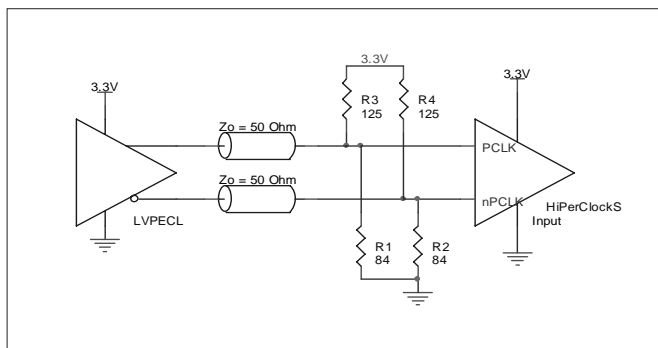 3.3V
3.3V
3.3V
R3
125
R4
125
Zo = 50 Ohm
PCLK
Zo = 50 Ohm
nPCLK
HiPerClockS
Input
LVPECL
R1
84
R2
84